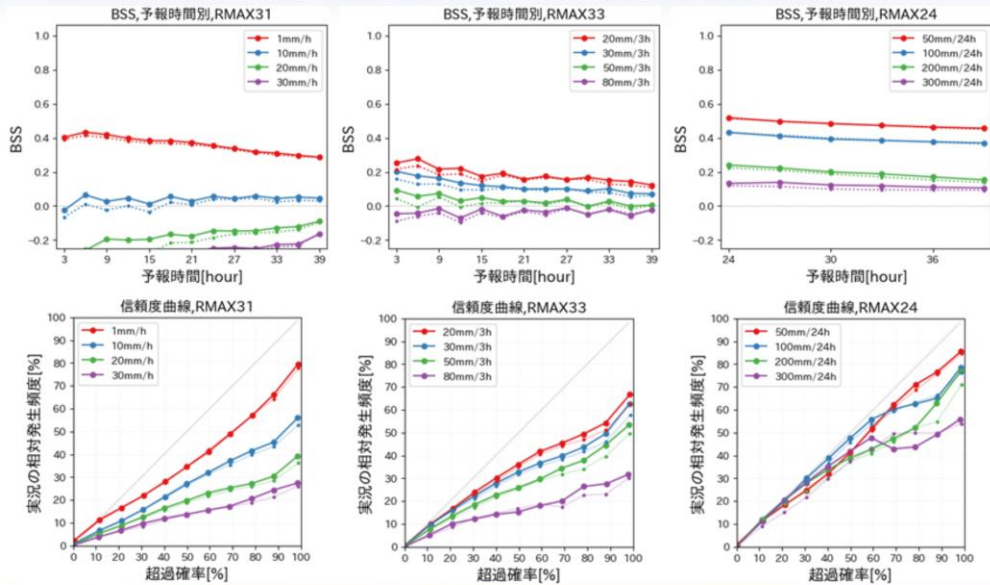 BSS,予報時間別,RMAX31
1.0
0.8
0.6
0.4
0.2
0.0
−0.2
BSS
1mm/h
10mm/h
20mm/h
30mm/h
3
9
15
21
27
33
39
予報時間[hour]
BSS,予報時間別,RMAX33
1.0
0.8
0.6
0.4
0.2
0.0
−0.2
BSS
20mm/3h
30mm/3h
50mm/3h
80mm/3h
3
9
15
21
27
33
39
予報時間[hour]
BSS,予報時間別,RMAX24
1.0
0.8
0.6
0.4
0.2
0.0
−0.2
BSS
50mm/24h
100mm/24h
200mm/24h
300mm/24h
24
30
36
予報時間[hour]
信頼度曲線,RMAX31
100
90
80
70
60
50
40
30
20
10
0
実況の相対発生頻度[%]
1mm/h
10mm/h
20mm/h
30mm/h
0 10 20 30 40 50 60 70 80 90 100
超過確率[%]
信頼度曲線,RMAX33
100
90
80
70
60
50
40
30
20
10
0
実況の相対発生頻度[%]
20mm/3h
30mm/3h
50mm/3h
80mm/3h
0 10 20 30 40 50 60 70 80 90 100
超過確率[%]
信頼度曲線,RMAX24
100
90
80
70
60
50
40
30
20
10
0
実況の相対発生頻度[%]
50mm/24h
100mm/24h
200mm/24h
300mm/24h
0 10 20 30 40 50 60 70 80 90 100
超過確率[%]